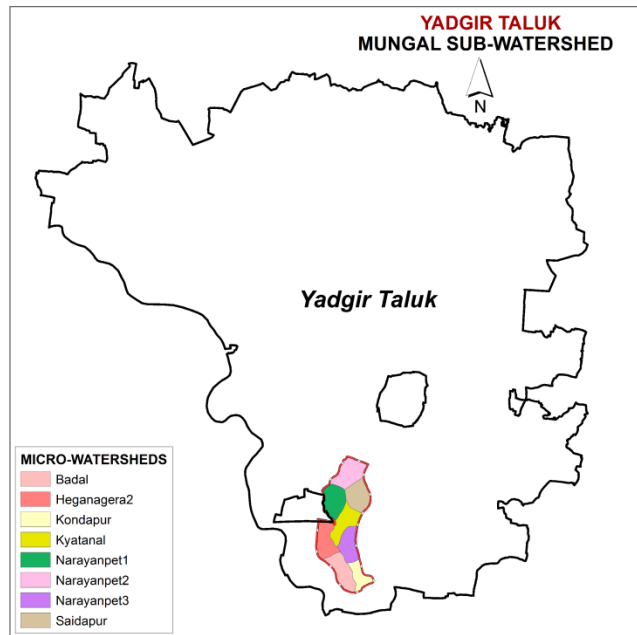 YADGIR TALUK
MUNGAL SUB-WATERSHED
N
Yadgir Taluk
MICRO-WATERSHEDS
Badal
Heganagera2
Kondapur
Kyatanal
Narayanpet1
Narayanpet2
Narayanpet3
Saidapur